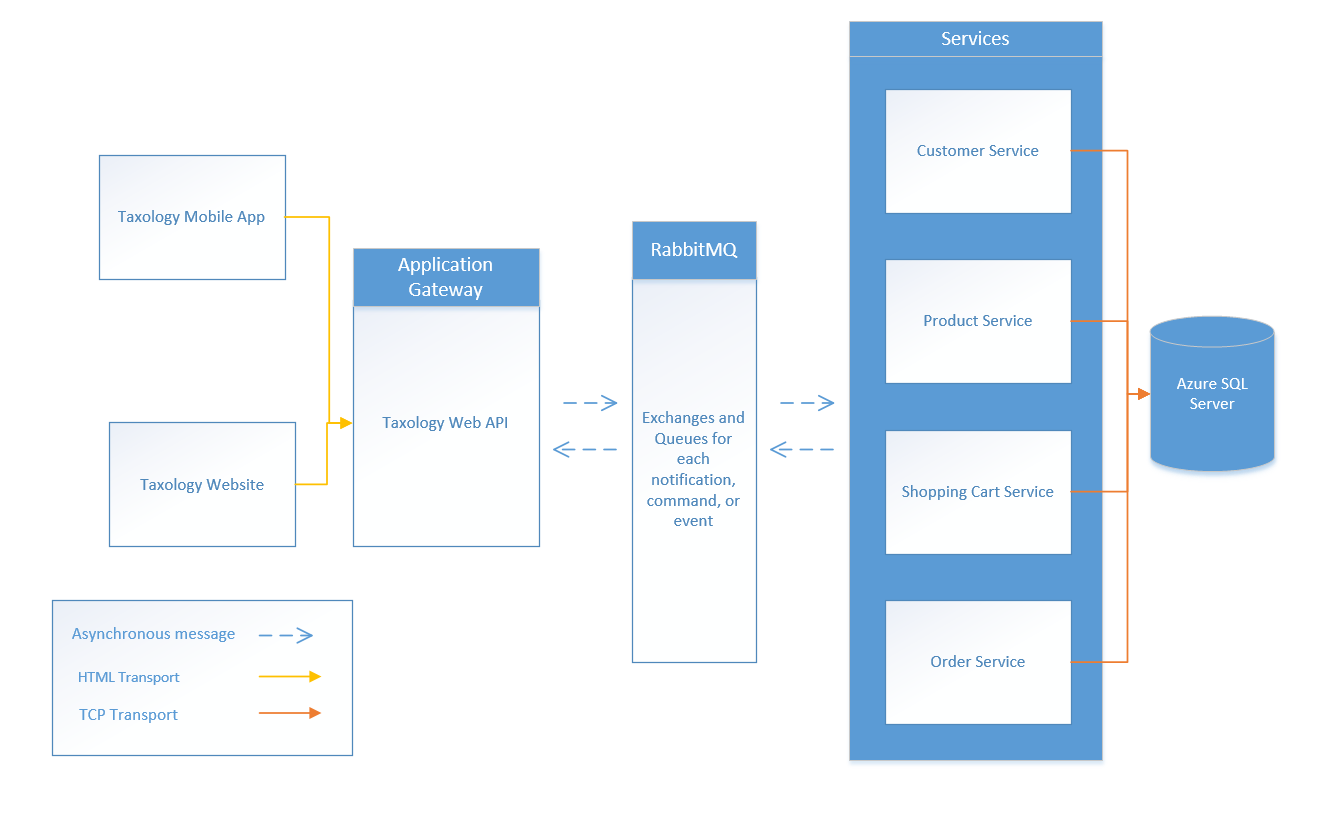 Services
Customer Service
Taxology Mobile App
RabbitMQ
Application
Gateway
Product Service
Azure SQL
Server
Taxology Web API
Exchanges and
Queues for
each
notification,
command, or
event
Taxology Website
Shopping Cart Service
Asynchronous message
HTML Transport
TCP Transport
Order Service